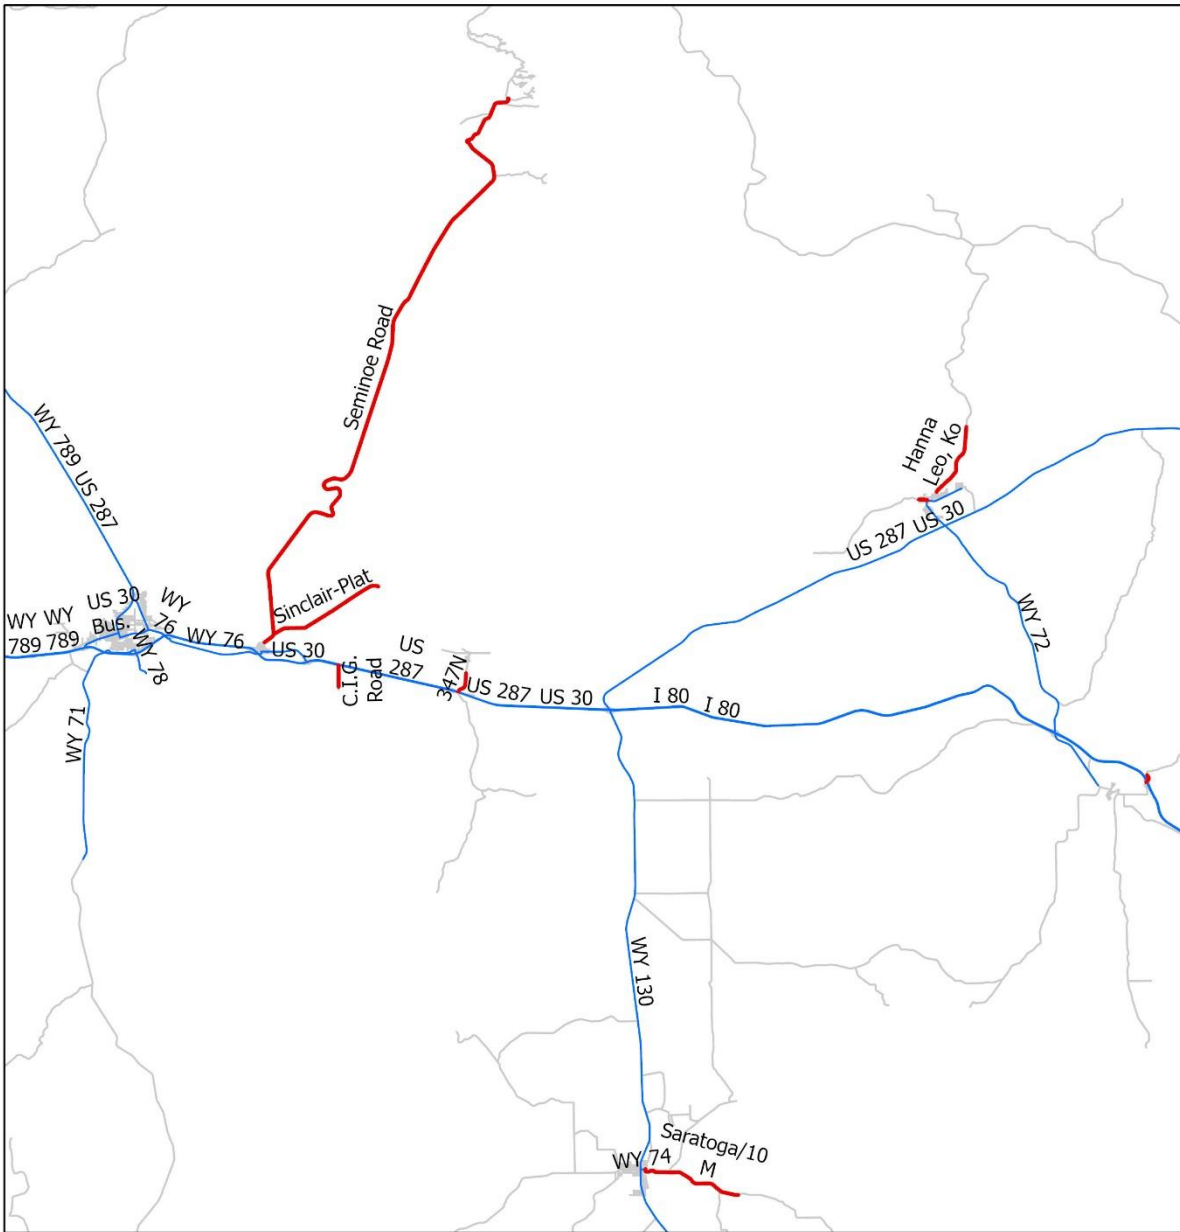 Seminoe Road
WY 789 US 287
Hanna
Leo, Ko
US 287 US 30
WY 72
Sinclair-Plat
US 30
Bus.
WY
76
WY WY
789 789
WY 78
WY 76
US 30
C.I.G.
Road
US
287
347N
US 287 US 30
I 80 I 80
WY 71
WY 130
Saratoga/10
M
WY 74